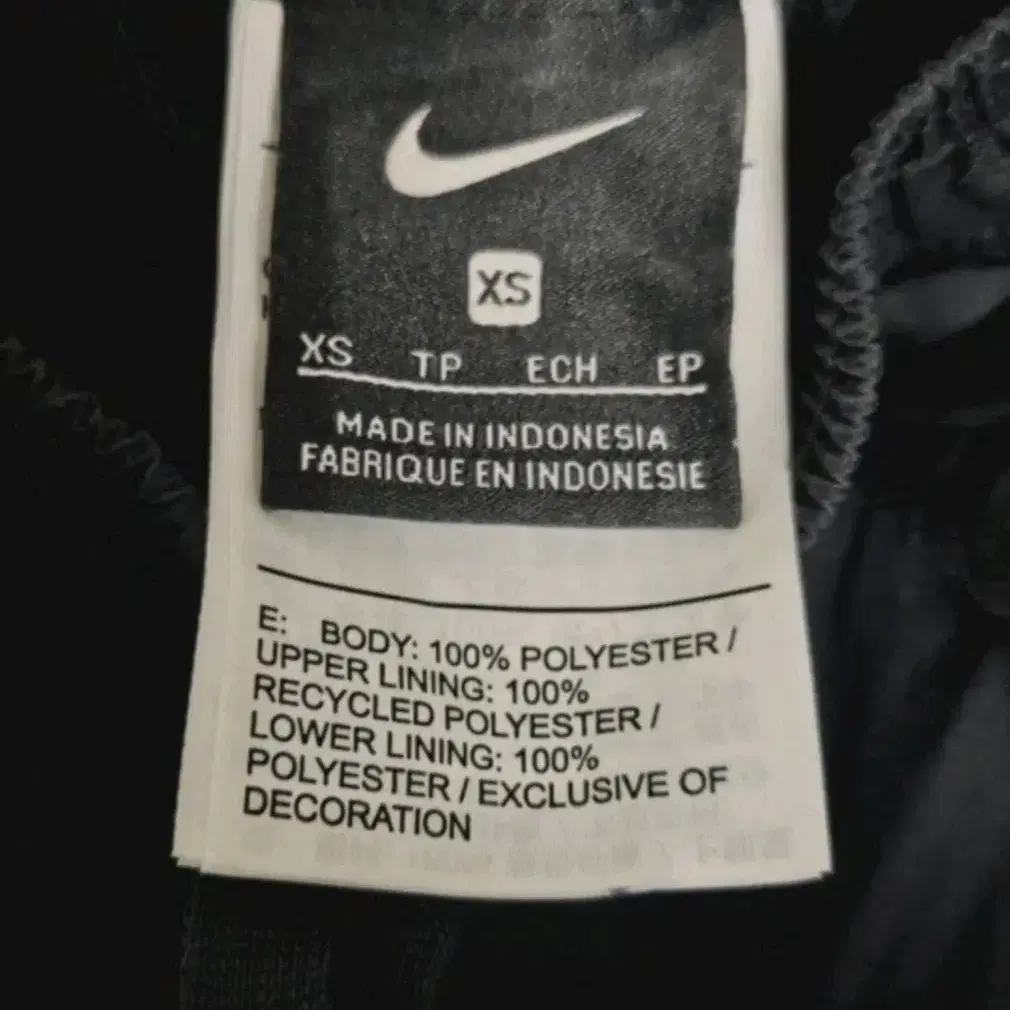 XS
XS TP ECH EP
MADE IN INDONESIA
FABRIQUE EN INDONESIE
E: BODY: 100% POLYESTER /
UPPER LINING: 100%
RECYCLED POLYESTER /
LOWER LINING: 100%
POLYESTER / EXCLUSIVE OF
DECORATION